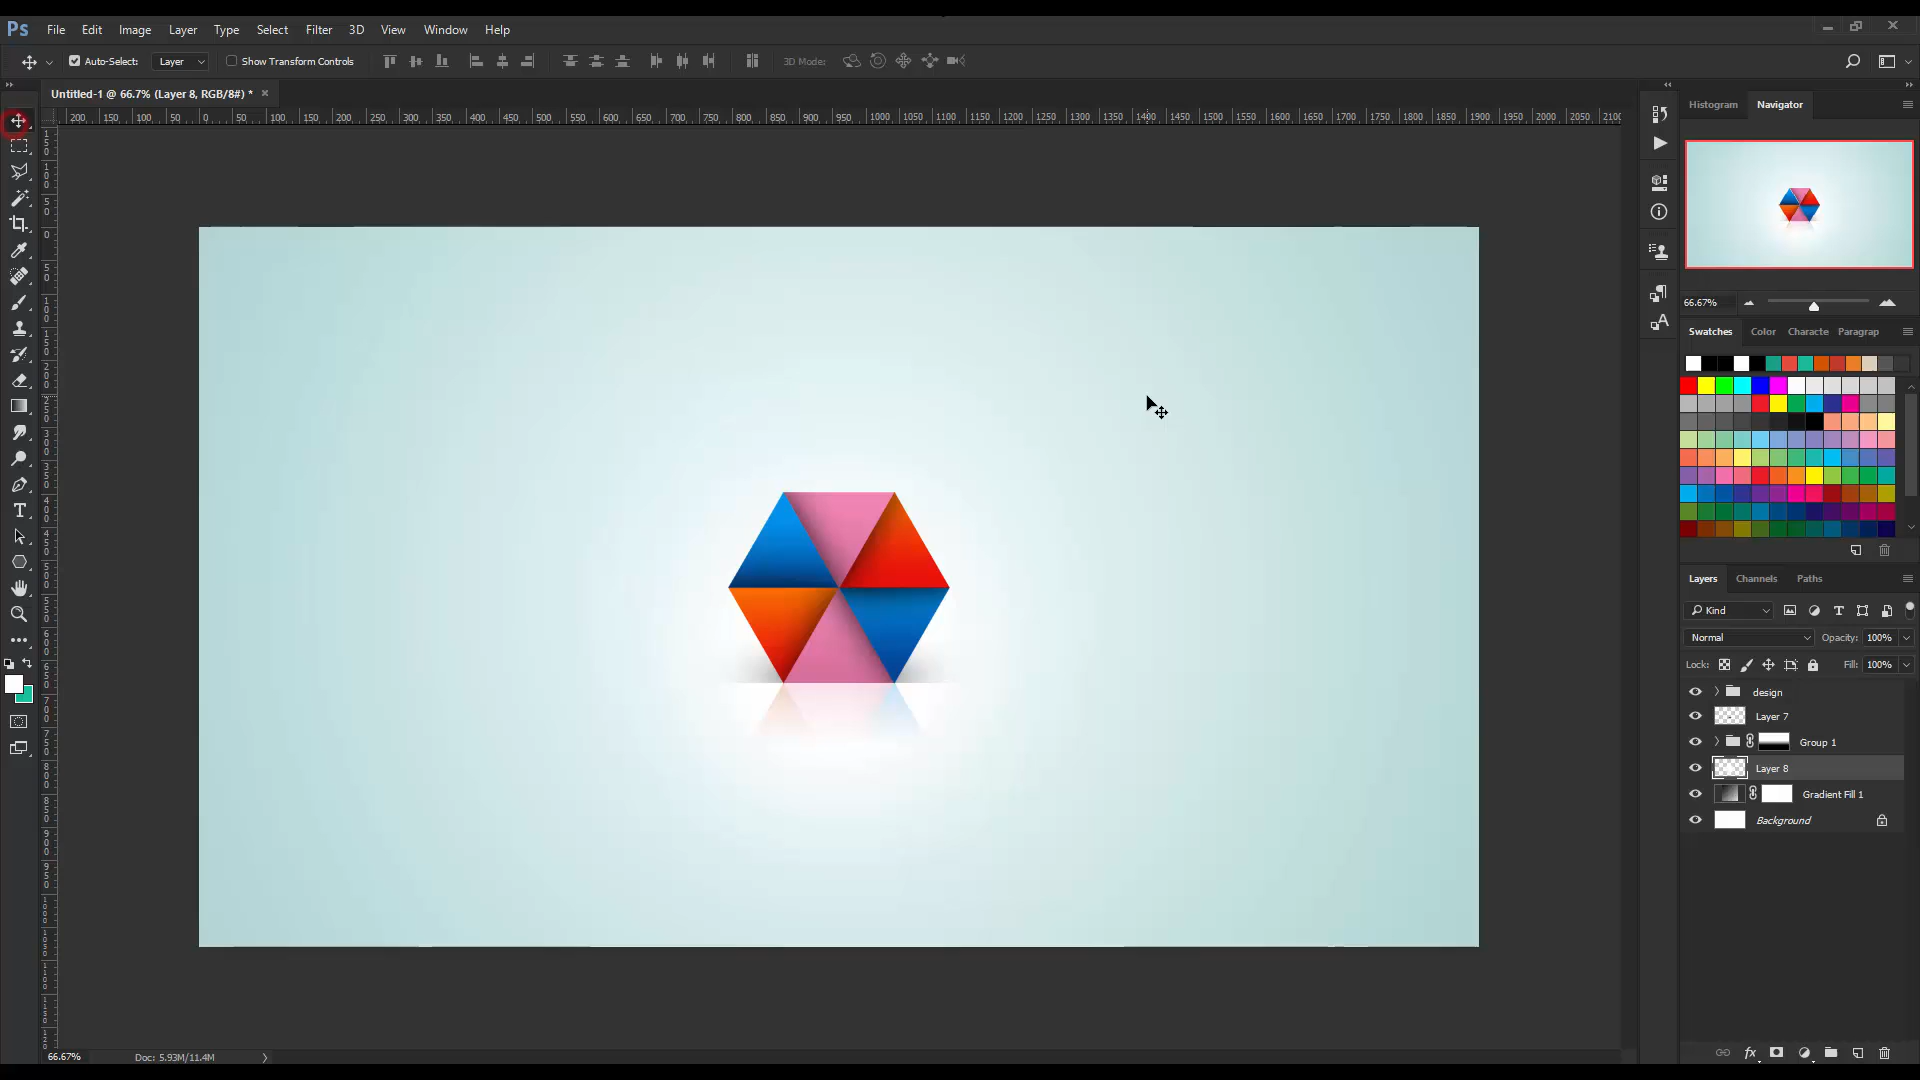 Ps File Edit Image Layer Type Select Filter 3D View Window Help
Auto-Select: Layer Show Transform Controls 3D Mode:
Untitled-1 @ 66.7% (Layer 8, RGB/8#) * ×
200 150 100 50 0 50 100 150 200 250 300 350 400 450 500 550 600 650 700 750 800 850 900 950 1000 1050 1100 1150 1200 1250 1300 1350 1400 1450 1500 1550 1600 1650 1700 1750 1800 1850 1900 1950 2000 2050 2100
Histogram Navigator
66.67%
Swatches Color Characte Paragrap
Layers Channels Paths
Kind
Normal Opacity: 100%
Lock: Fill: 100%
design
Layer 7
Group 1
Layer 8
Gradient Fill 1
Background
fx
66.67% Doc: 5.93M/11.4M